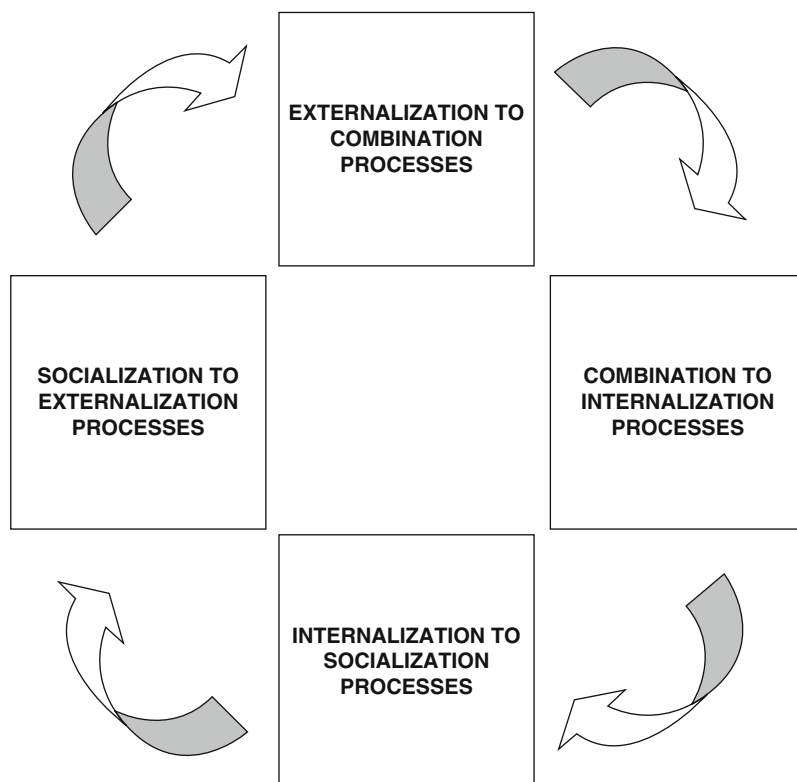 EXTERNALIZATION TO
COMBINATION
PROCESSES
SOCIALIZATION TO
EXTERNALIZATION
PROCESSES
COMBINATION TO
INTERNALIZATION
PROCESSES
INTERNALIZATION TO
SOCIALIZATION
PROCESSES